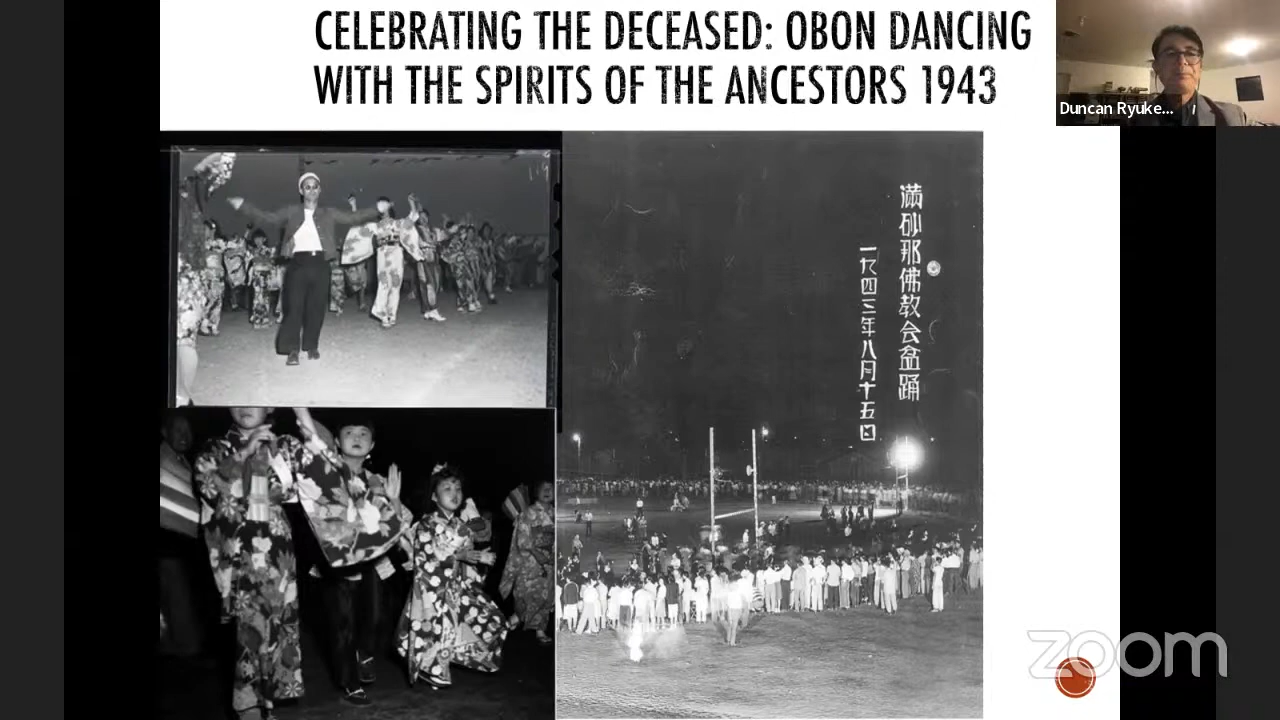 CELEBRATING THE DECEASED: OBON DANCING
WITH THE SPIRITS OF THE ANCESTORS 1943
Duncan Ryuke...
119
満砂那佛教会盆踊
一九四三年八月十五日
zoom